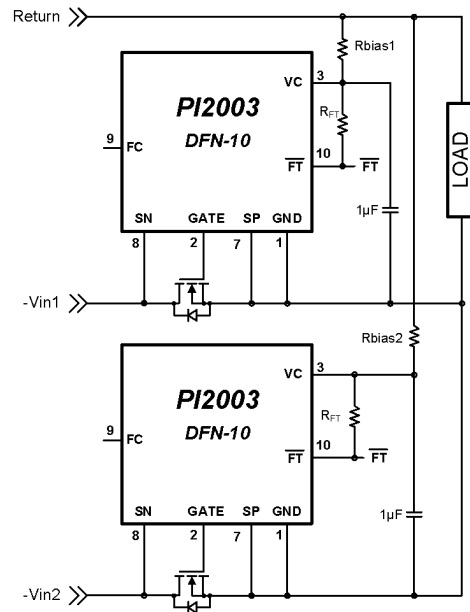 Return
Rbias1
VC
3
PI2003
DFN-10
RFT
9
FC
10
FT
FT
LOAD
1µF
SN
GATE
SP
GND
8
2
7
1
-Vin1
Rbias2
VC
3
PI2003
DFN-10
RFT
9
FC
10
FT
FT
SN
GATE
SP
GND
1µF
8
2
7
1
-Vin2